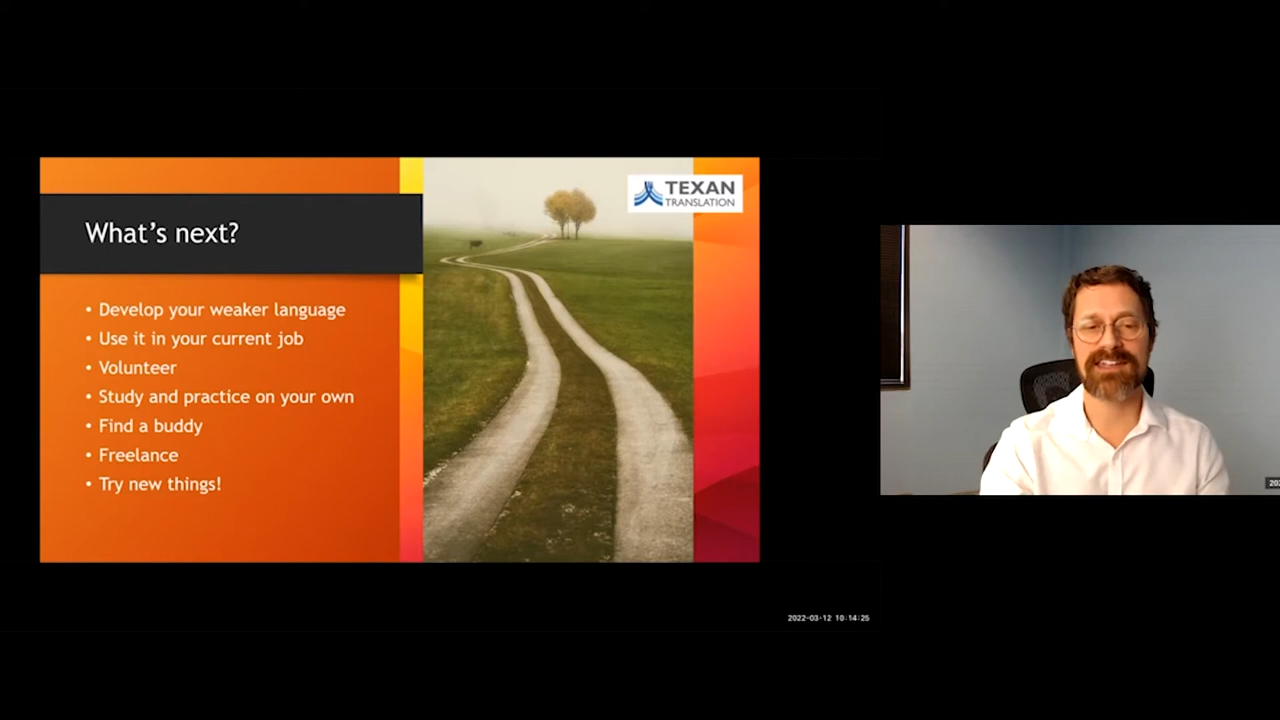 TEXAN
TRANSLATION
What's next?
• Develop your weaker language
• Use it in your current job
• Volunteer
• Study and practice on your own
• Find a buddy
• Freelance
• Try new things!
2022-03-12 10:14:25